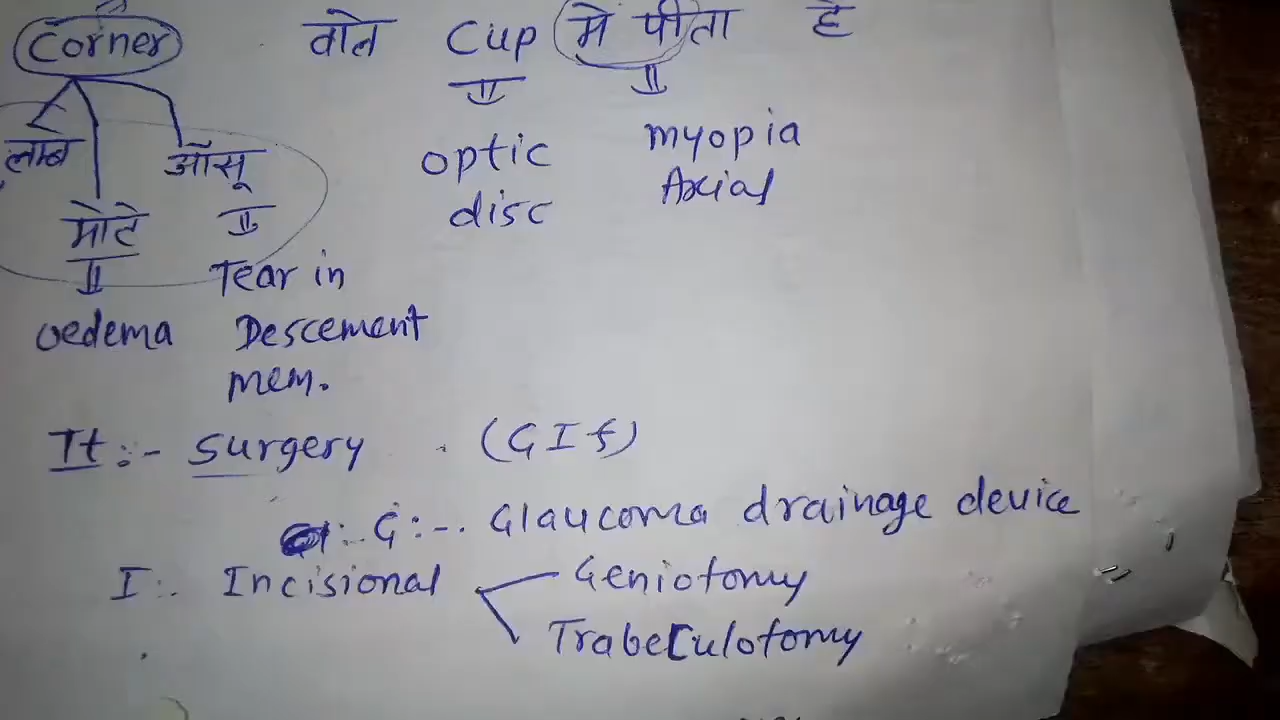 Corner वाले Cup मे पीता है
लम्बे आँसू optic myopia
मोटे disc Axial
oedema Tear in
Descement
mem.
Tt:- Surgery (GIf)
G:-. Glaucoma drainage device
I:. Incisional Geniotomy
Trabeculotomy